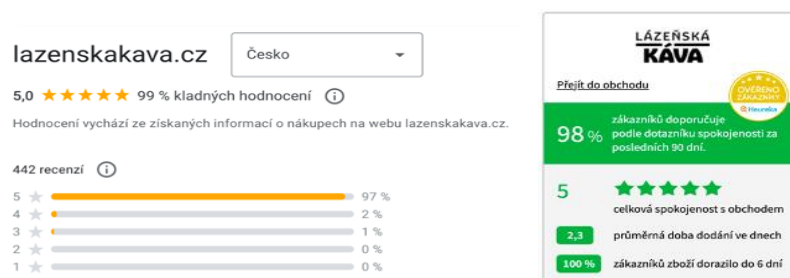 lazenskakava.cz
Česko
5,0
99 % kladných hodnocení
Hodnocení vychází ze získaných informací o nákupech na webu lazenskakava.cz.
442 recenzí
5
97 %
4
2 %
3
1 %
2
0 %
1
0 %
LÁZEŇSKÁ
KÁVA
Přejít do obchodu
OVĚŘENO
ZÁKAZNÍKY
Heureka
98 %
zákazníků doporučuje
podle dotazníku spokojenosti za
posledních 90 dní.
5
celková spokojenost s obchodem
2,3
průměrná doba dodání ve dnech
100 %
zákazníků zboží dorazilo do 6 dní